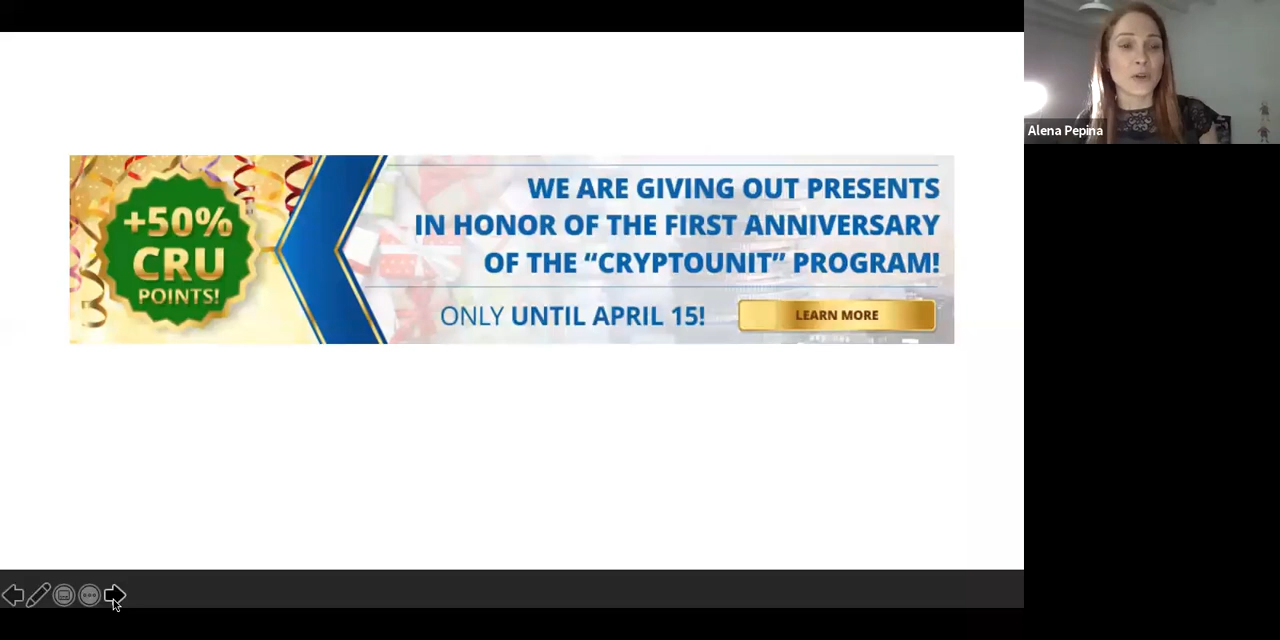 +50%
CRU
POINTS!
WE ARE GIVING OUT PRESENTS
IN HONOR OF THE FIRST ANNIVERSARY
OF THE “CRYPTOUNIT” PROGRAM!
ONLY UNTIL APRIL 15!
LEARN MORE
Alena Pepina